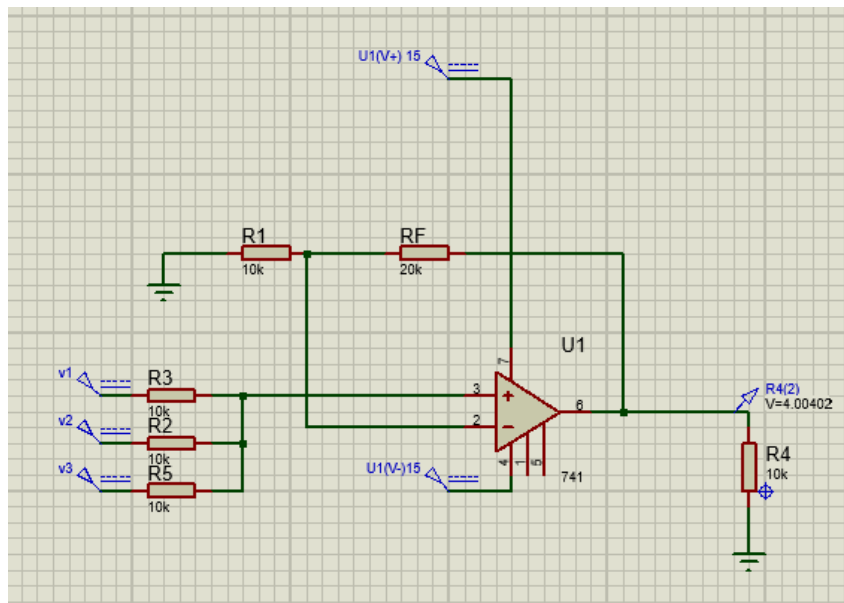 U1(V+) 15
R1
10k
RF
20k
U1
7
v1
R3
10k
3
6
R4(2)
V=4.00402
v2
R2
10k
2
v3
R5
10k
U1(V-)15
4
1
5
741
R4
10k